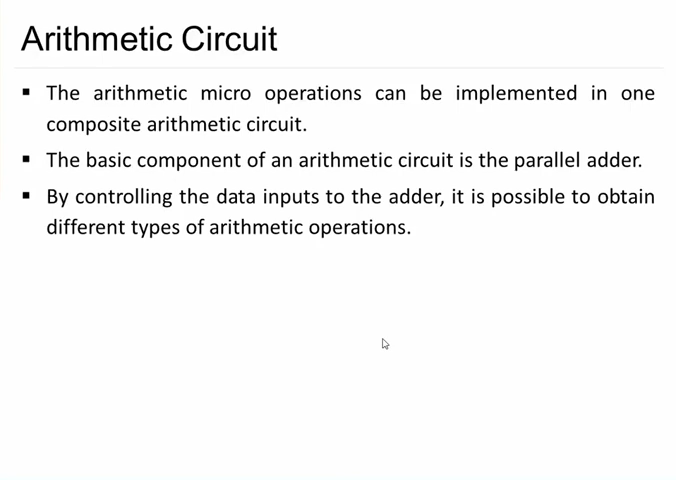 Arithmetic Circuit
▪ The arithmetic micro operations can be implemented in one
composite arithmetic circuit.
▪ The basic component of an arithmetic circuit is the parallel adder.
▪ By controlling the data inputs to the adder, it is possible to obtain
different types of arithmetic operations.